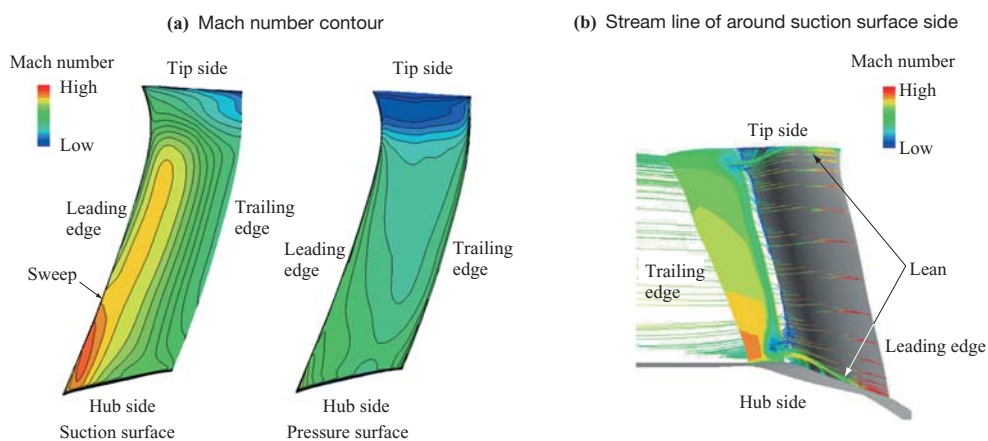 (a) Mach number contour
Mach number
High
Low
Tip side
Leading
edge
Sweep
Trailing
edge
Hub side
Suction surface
Tip side
Leading
edge
Trailing
edge
Hub side
Pressure surface
(b) Stream line of around suction surface side
Mach number
High
Low
Tip side
Trailing
edge
Lean
Leading edge
Hub side